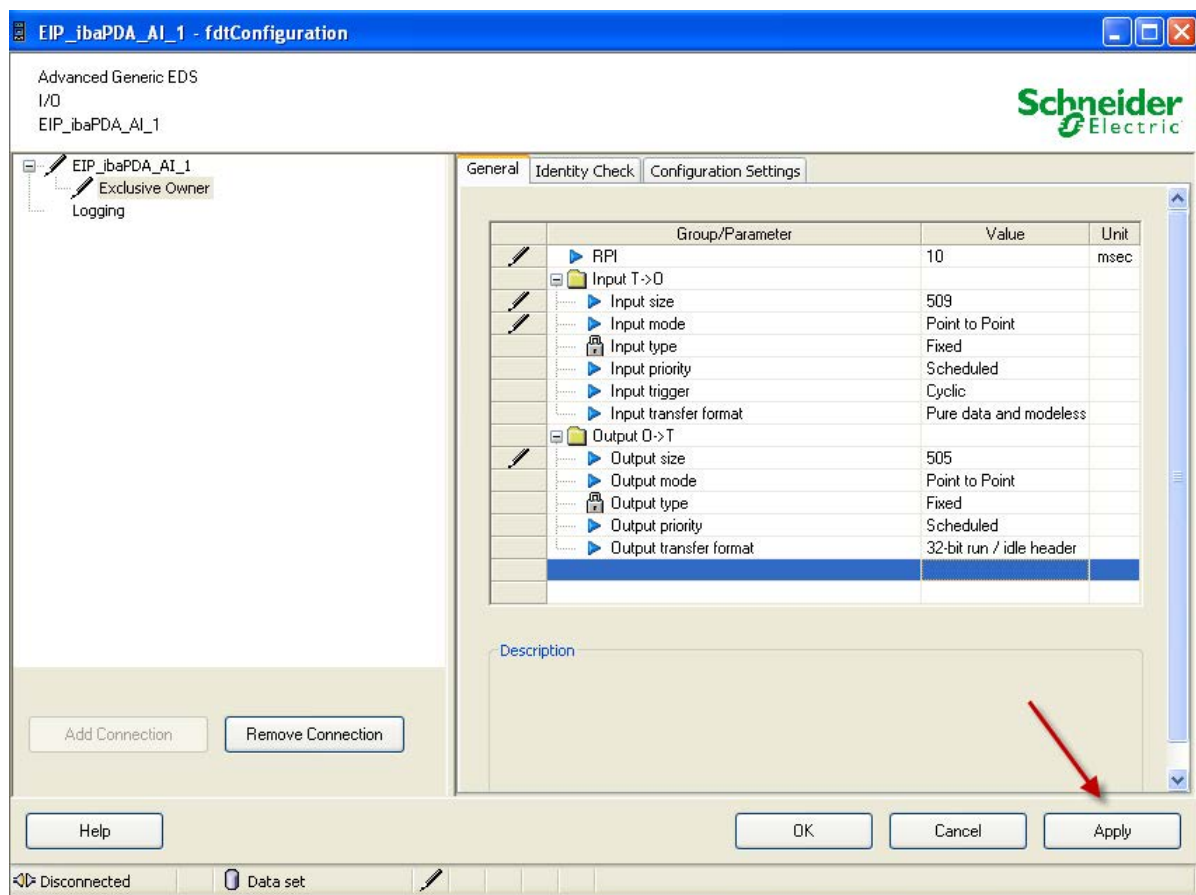 EIP_ibaPDA_AI_1 - fdtConfiguration
Advanced Generic EDS
I/O
EIP_ibaPDA_AI_1
Schneider
Electric
EIP_ibaPDA_AI_1
Exclusive Owner
Logging
General Identity Check Configuration Settings
Group/Parameter Value Unit
RPI 10 msec
Input T->O
Input size 509
Input mode Point to Point
Input type Fixed
Input priority Scheduled
Input trigger Cyclic
Input transfer format Pure data and modeless
Output O->T
Output size 505
Output mode Point to Point
Output type Fixed
Output priority Scheduled
Output transfer format 32-bit run / idle header
Description
Add Connection Remove Connection
Help OK Cancel Apply
Disconnected Data set